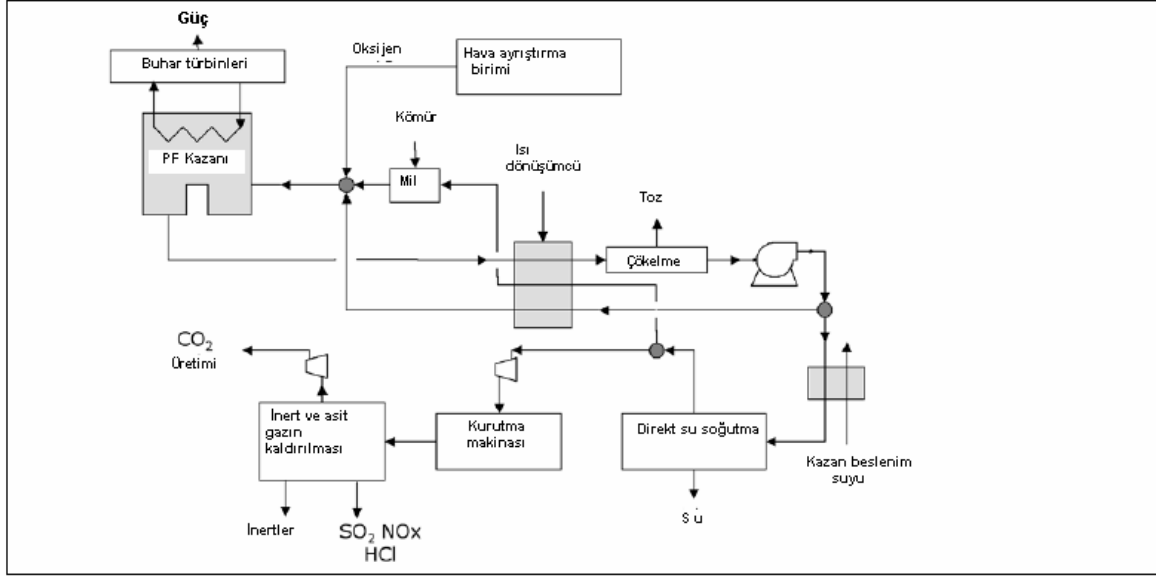 Güç
Buhar türbinleri
PF Kazanı
Oksijen
Hava ayrıştırma
birimi
Kömür
Mil
Isı
dönüşümcü
Toz
Çökelme
CO₂
Üretimi
İnert ve asit
gazın
kaldırılması
Kurutma
makinası
Direkt su soğutma
Kazan beslenim
suyu
İnertler
SO₂ NOx
HCl
Su